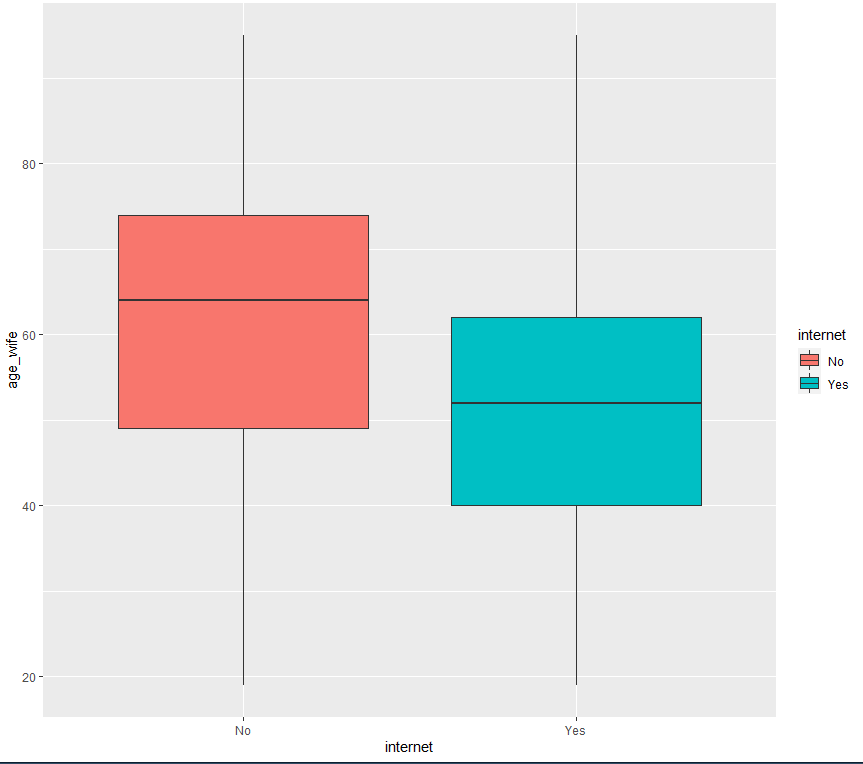 age_wife
80
60
40
20
No
Yes
internet
internet
No
Yes